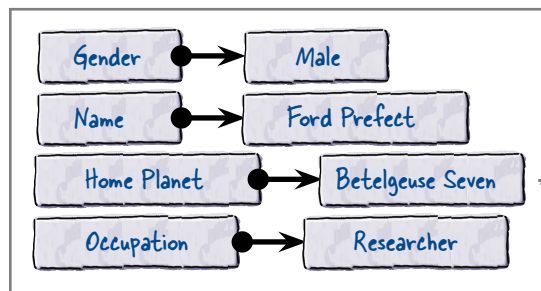 Gender Male
Name Ford Prefect
Home Planet Betelgeuse Seven
Occupation Researcher